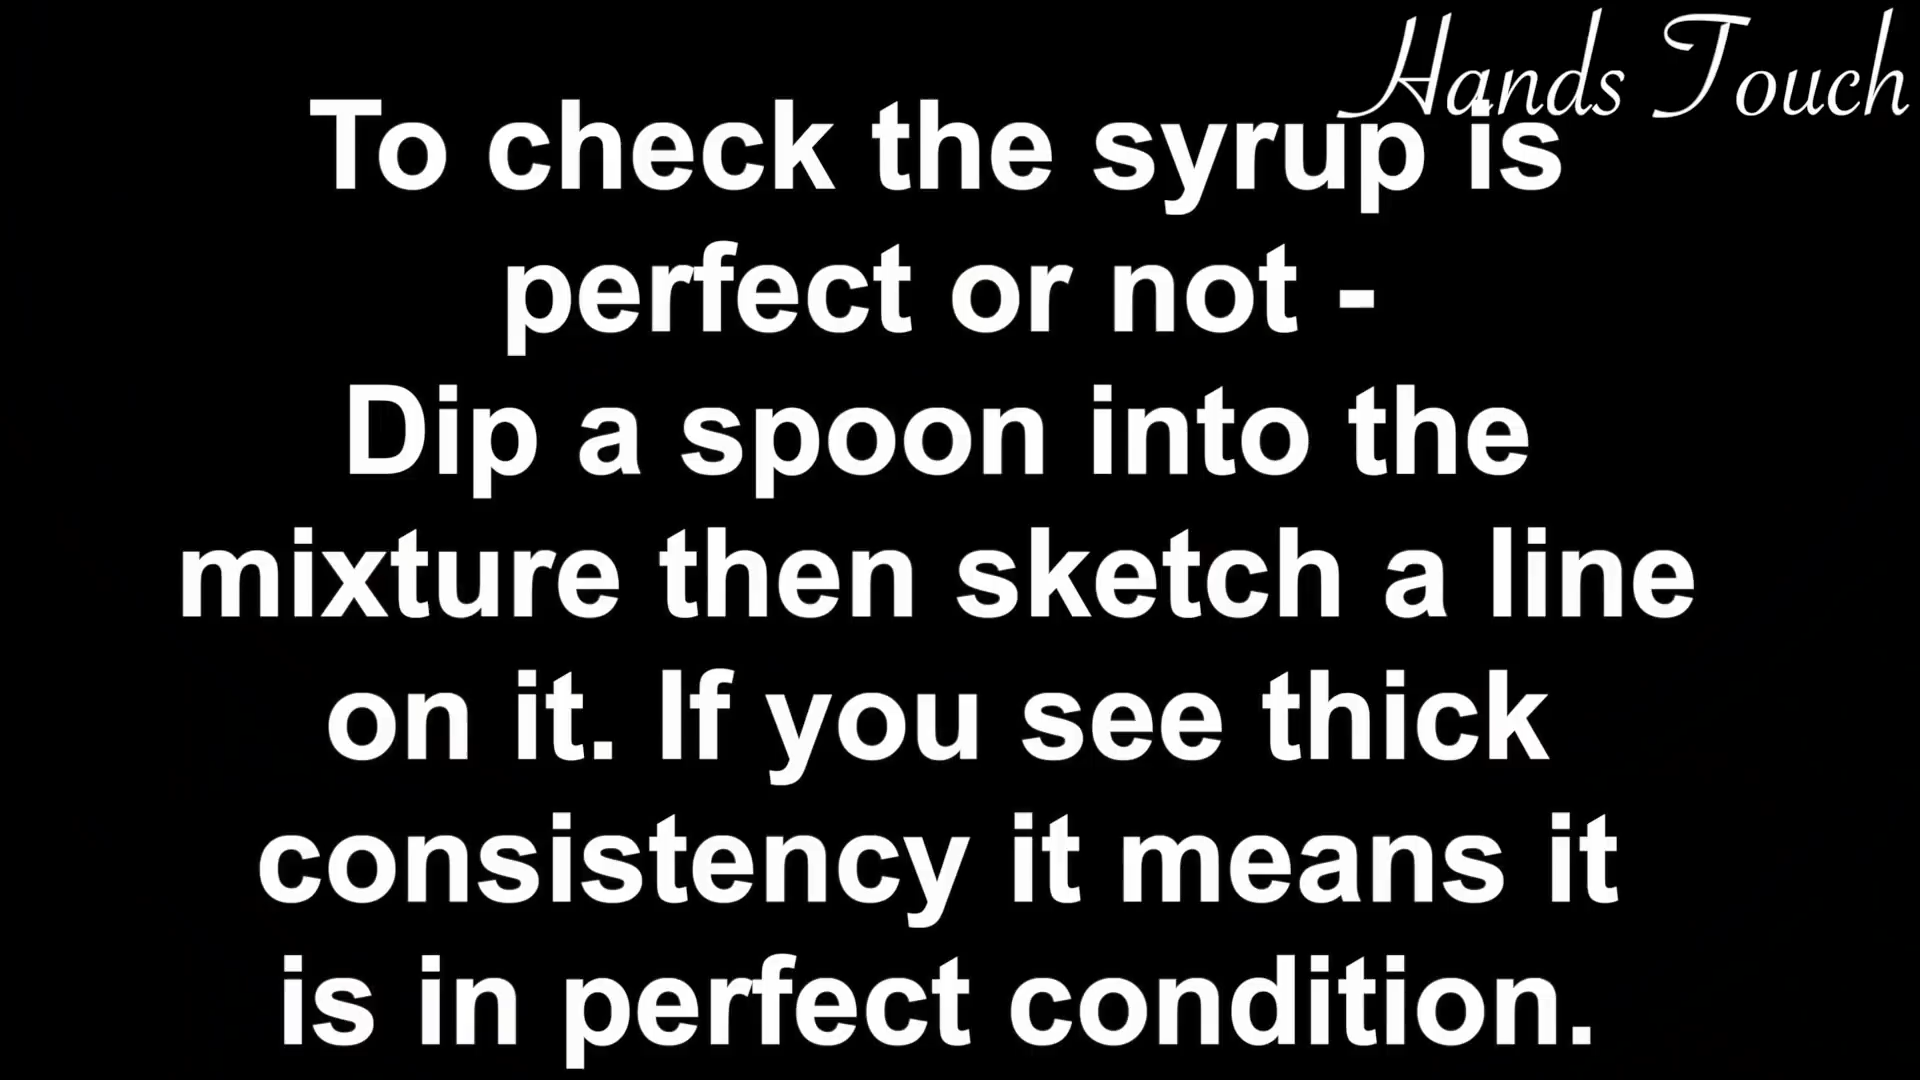 Hands Touch
To check the syrup is
perfect or not -
Dip a spoon into the
mixture then sketch a line
on it. If you see thick
consistency it means it
is in perfect condition.